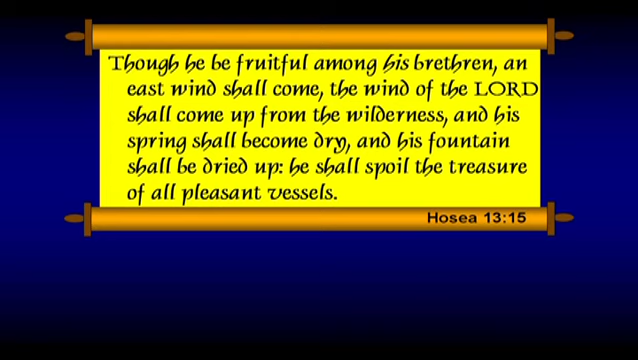 Though he be fruitful among his brethren, an
east wind shall come, the wind of the LORD
shall come up from the wilderness, and his
spring shall become dry, and his fountain
shall be dried up: he shall spoil the treasure
of all pleasant vessels.
Hosea 13:15